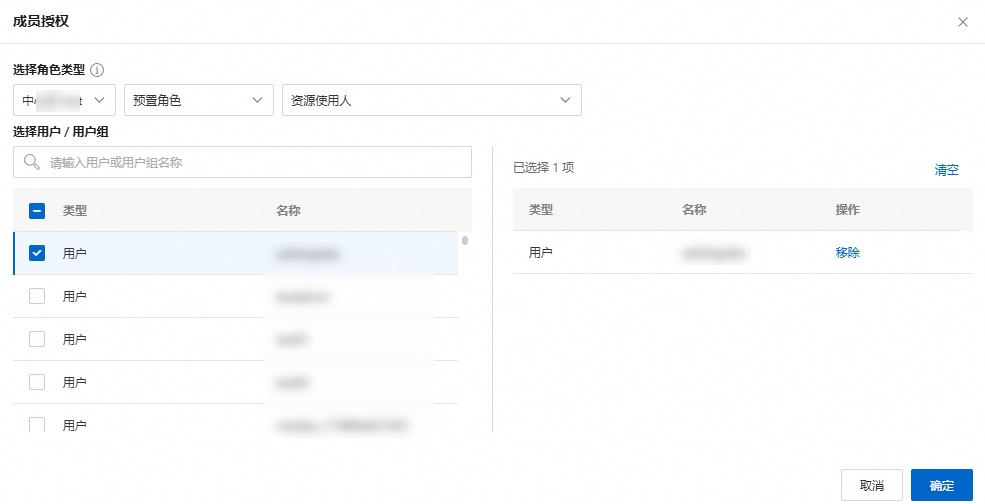 成员授权
选择角色类型
预置角色
资源使用人
选择用户 / 用户组
请输入用户或用户组名称
类型 名称
用户
用户
用户
用户
用户
已选择 1 项 清空
类型 名称 操作
用户 移除
取消 确定